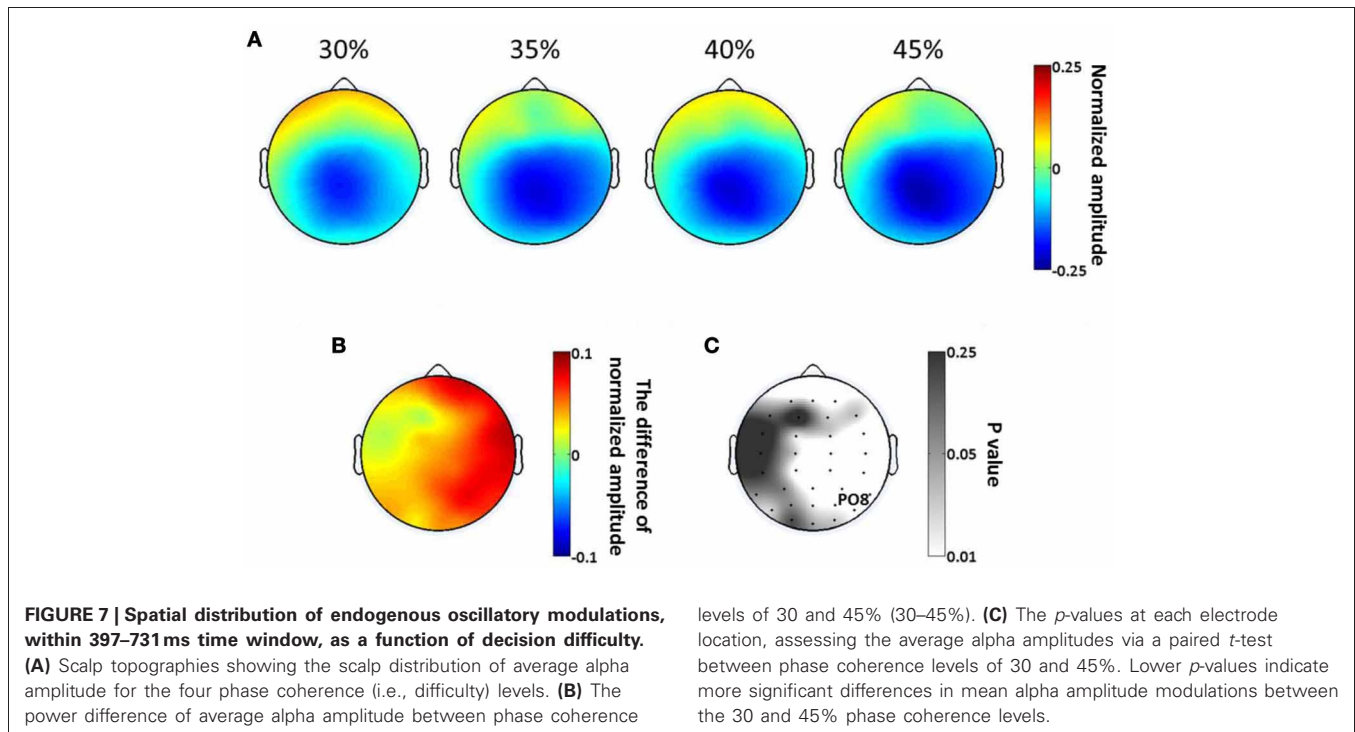 A
30%
35%
40%
45%
0.25
0
-0.25
Normalized amplitude
B
0.1
0
-0.1
The difference of
normalized amplitude
C
PO8
0.25
0.05
0.01
P value
FIGURE 7 | Spatial distribution of endogenous oscillatory modulations,
within 397–731 ms time window, as a function of decision difficulty.
(A) Scalp topographies showing the scalp distribution of average alpha
amplitude for the four phase coherence (i.e., difficulty) levels. (B) The
power difference of average alpha amplitude between phase coherence
levels of 30 and 45% (30–45%). (C) The p-values at each electrode
location, assessing the average alpha amplitudes via a paired t-test
between phase coherence levels of 30 and 45%. Lower p-values indicate
more significant differences in mean alpha amplitude modulations between
the 30 and 45% phase coherence levels.